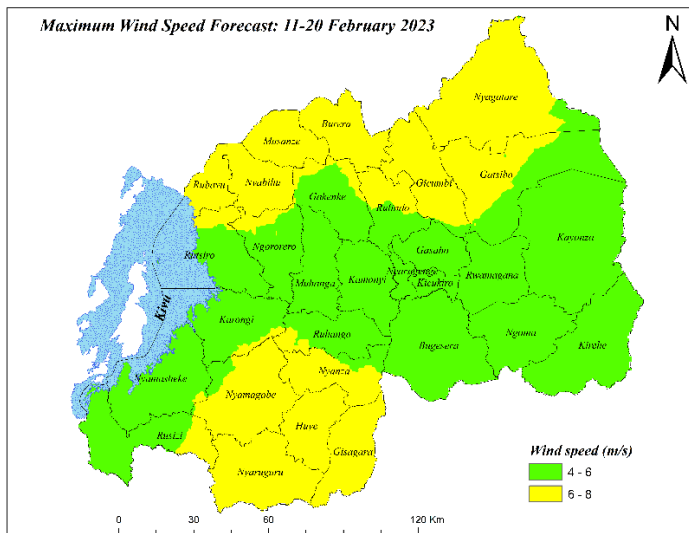 Maximum Wind Speed Forecast: 11-20 February 2023
N
Nyagatare
Burera
Musanze
Gicumbi
Gatsibo
Rubavu
Nyabihu
Gakenke
Rulindo
Kayonza
Rutsiro
Ngororero
Gasabo
Nyarugenge
Rwamagana
Muhanga
Kamonyi
Kicukiro
Kivu
Karongi
Ruhango
Bugesera
Ngoma
Kirehe
Nyanza
Nyamasheke
Nyamagabe
Huye
Rusizi
Gisagara
Nyaruguru
Wind speed (m/s)
4 - 6
6 - 8
0 30 60 120 Km